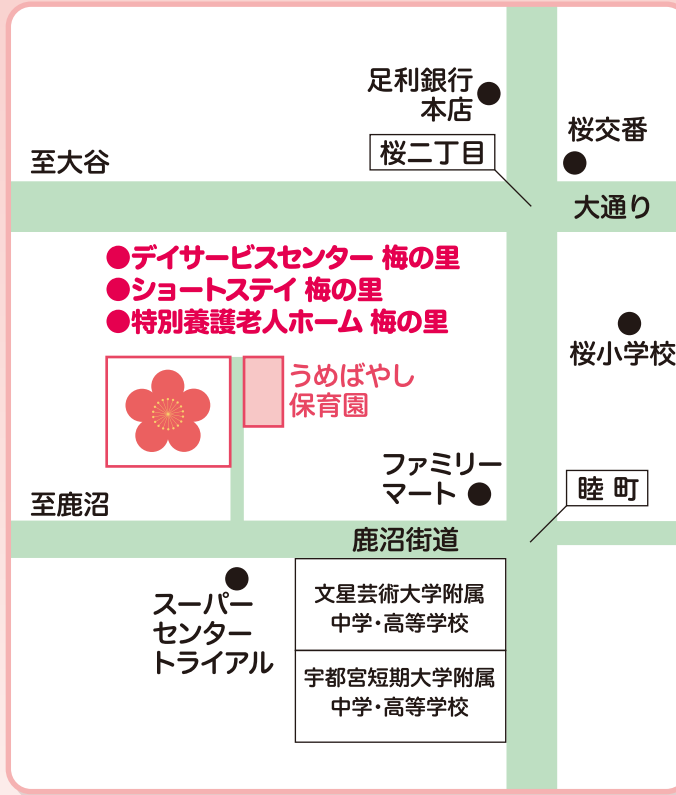 足利銀行
本店
桜二丁目
桜交番
至大谷
大通り
●デイサービスセンター 梅の里
●ショートステイ 梅の里
●特別養護老人ホーム 梅の里
桜小学校
うめばやし
保育園
ファミリー
マート
睦町
至鹿沼
鹿沼街道
スーパー
センター
トライアル
文星芸術大学附属
中学・高等学校
宇都宮短期大学附属
中学・高等学校